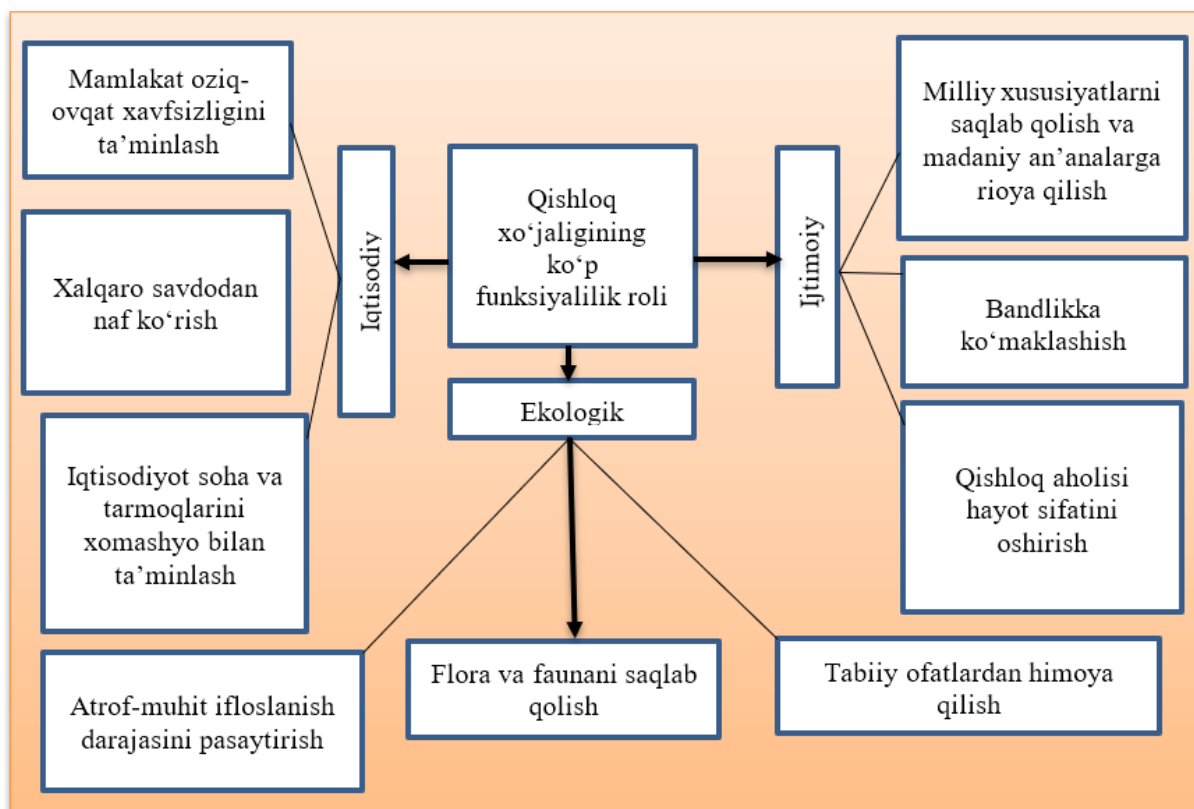 Mamlakat oziq-
ovqat xavfsizligini
ta’minlash
Xalqaro savdodan
naf ko‘rish
Iqtisodiyot soha va
tarmoqlarini
xomashyo bilan
ta’minlash
Iqtisodiy
Qishloq
xo‘jaligining
ko‘p
funksiyalilik roli
Ijtimoiy
Milliy xususiyatlarni
saqlab qolish va
madaniy an’analarga
rioya qilish
Bandlikka
ko‘maklashish
Qishloq aholisi
hayot sifatini
oshirish
Ekologik
Atrof-muhit ifloslanish
darajasini pasaytirish
Flora va faunani saqlab
qolish
Tabiiy ofatlardan himoya
qilish